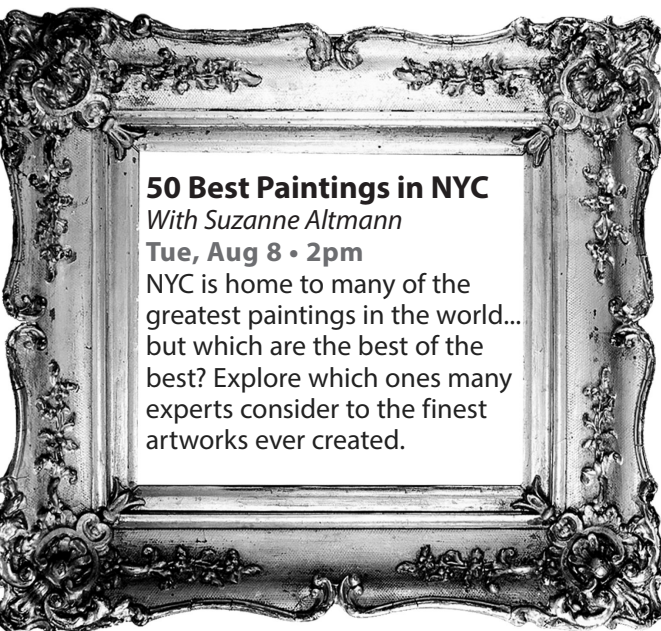 50 Best Paintings in NYC
With Suzanne Altmann
Tue, Aug 8 • 2pm
NYC is home to many of the
greatest paintings in the world...
but which are the best of the
best? Explore which ones many
experts consider to the finest
artworks ever created.